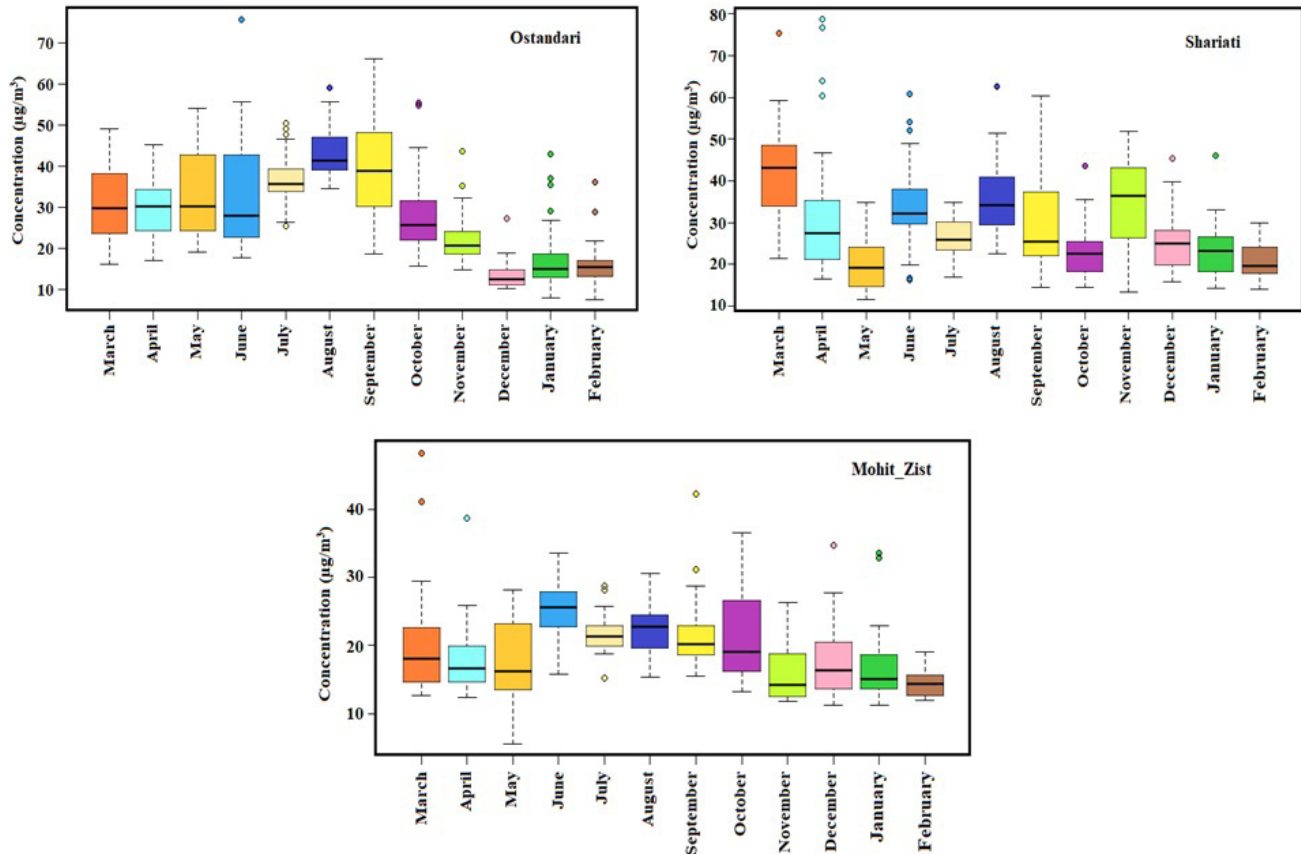 Ostandari
Concentration (µg/m³)
70
60
50
40
30
20
10
March
April
May
June
July
August
September
October
November
December
January
February
Shariati
Concentration (µg/m³)
80
70
60
50
40
30
20
10
March
April
May
June
July
August
September
October
November
December
January
February
Mohit_Zist
Concentration (µg/m³)
40
30
20
10
March
April
May
June
July
August
September
October
November
December
January
February